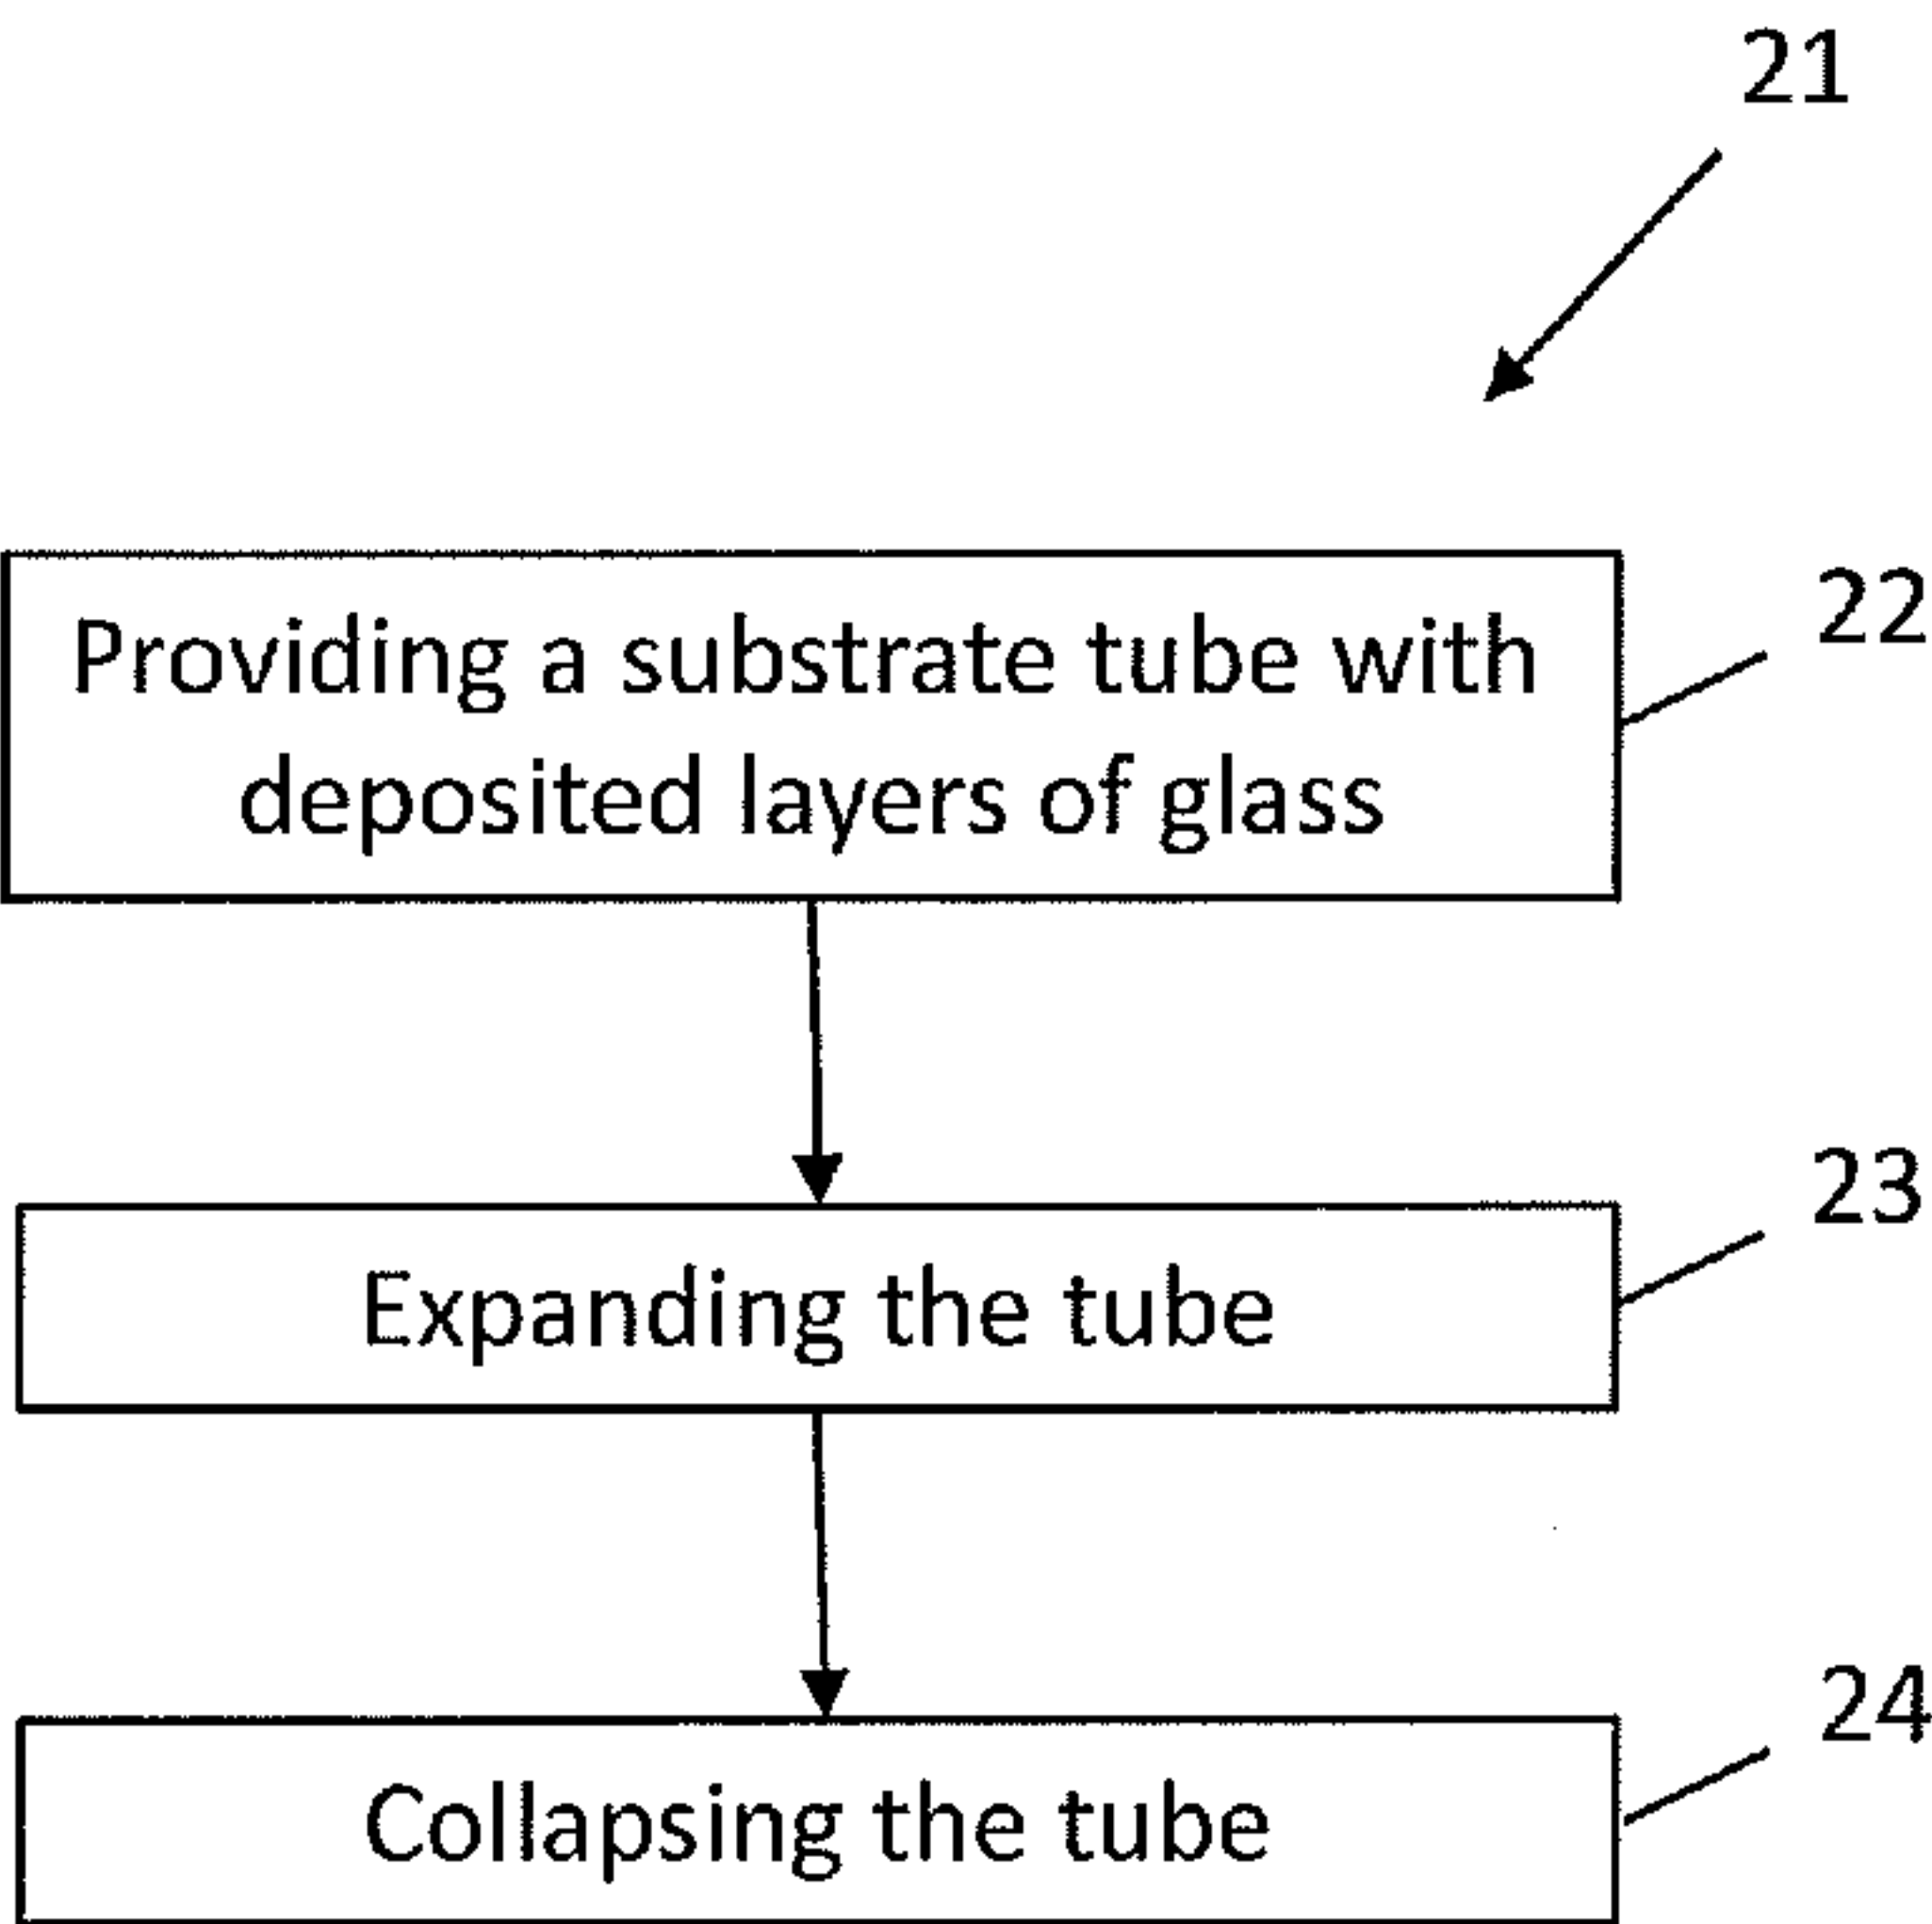 21
Providing a substrate tube with
deposited layers of glass
22
Expanding the tube
23
Collapsing the tube
24